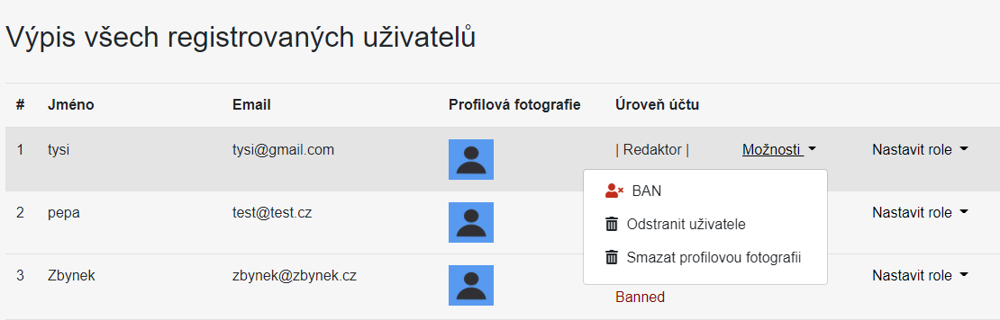 Výpis všech registrovaných uživatelů
# Jméno Email Profilová fotografie Úroveň účtu
1 tysi tysi@gmail.com | Redaktor | Možnosti Nastavit role
BAN
2 pepa test@test.cz Nastavit role
Odstranit uživatele
Smazat profilovou fotografii
3 Zbynek zbynek@zbynek.cz Nastavit role
Banned